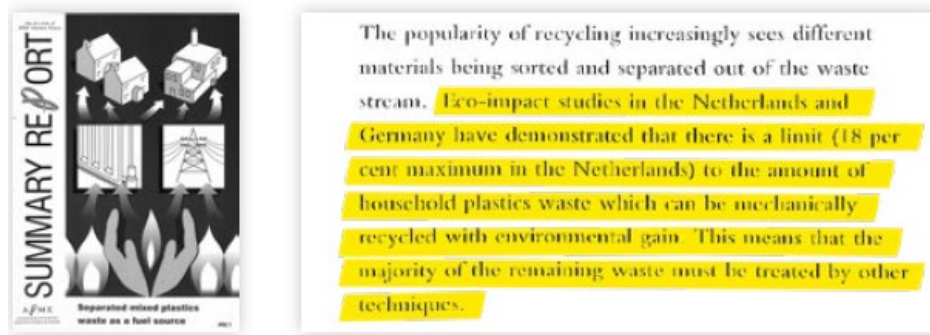 SUMMARY REPORT
APME
Separated mixed plastics
waste as a fuel source
The popularity of recycling increasingly sees different
materials being sorted and separated out of the waste
stream. Eco-impact studies in the Netherlands and
Germany have demonstrated that there is a limit (18 per
cent maximum in the Netherlands) to the amount of
household plastics waste which can be mechanically
recycled with environmental gain. This means that the
majority of the remaining waste must be treated by other
techniques.